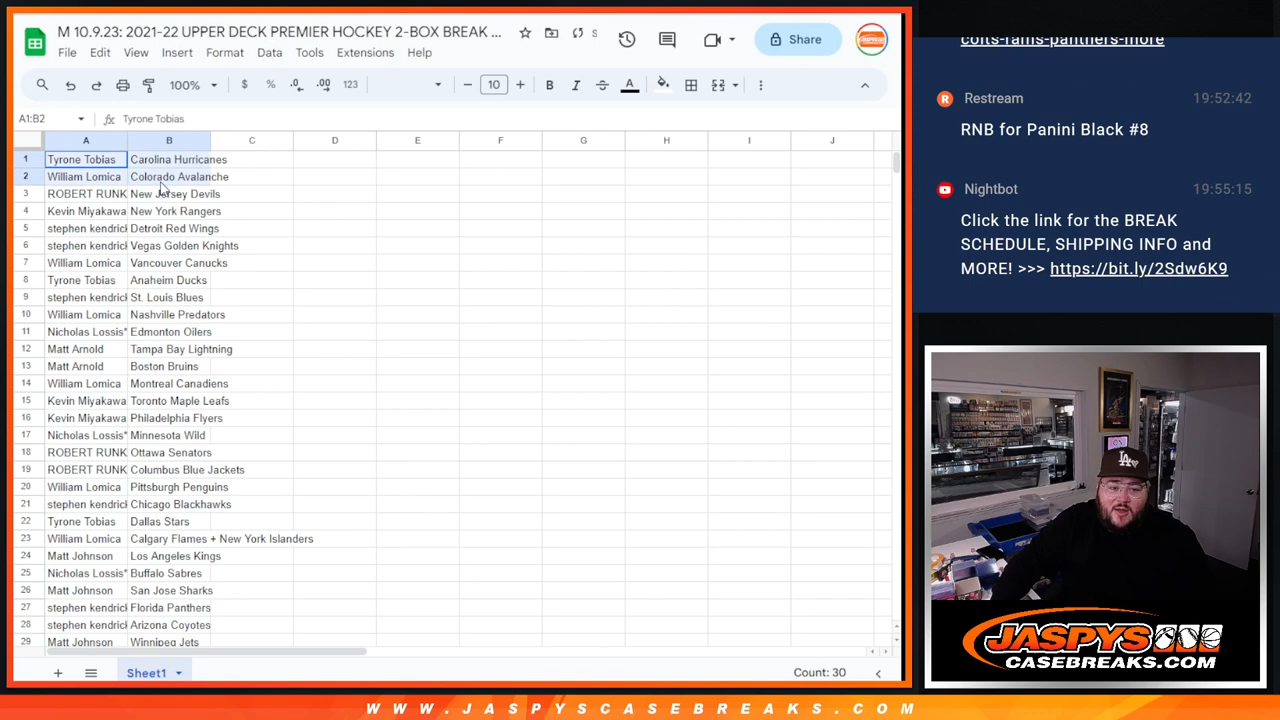 M 10.9.23: 2021-22 UPPER DECK PREMIER HOCKEY 2-BOX BREAK ...
File Edit View Insert Format Data Tools Extensions Help
Share
100% $ % .0 .00 123 10 B I A
A1:B2 fx Tyrone Tobias
A B C D E F G H I J
1 Tyrone Tobias Carolina Hurricanes
2 William Lomica Colorado Avalanche
3 ROBERT RUNK New Jersey Devils
4 Kevin Miyakawa New York Rangers
5 stephen kendrick Detroit Red Wings
6 stephen kendrick Vegas Golden Knights
7 William Lomica Vancouver Canucks
8 Tyrone Tobias Anaheim Ducks
9 stephen kendrick St. Louis Blues
10 William Lomica Nashville Predators
11 Nicholas Lossis* Edmonton Oilers
12 Matt Arnold Tampa Bay Lightning
13 Matt Arnold Boston Bruins
14 William Lomica Montreal Canadiens
15 Kevin Miyakawa Toronto Maple Leafs
16 Kevin Miyakawa Philadelphia Flyers
17 Nicholas Lossis* Minnesota Wild
18 ROBERT RUNK Ottawa Senators
19 ROBERT RUNK Columbus Blue Jackets
20 William Lomica Pittsburgh Penguins
21 stephen kendrick Chicago Blackhawks
22 Tyrone Tobias Dallas Stars
23 William Lomica Calgary Flames + New York Islanders
24 Matt Johnson Los Angeles Kings
25 Nicholas Lossis* Buffalo Sabres
26 Matt Johnson San Jose Sharks
27 stephen kendrick Florida Panthers
28 stephen kendrick Arizona Coyotes
29 Matt Johnson Winnipeg Jets
Sheet1 Count: 30
colts-rams-panthers-more
Restream 19:52:42
RNB for Panini Black #8
Nightbot 19:55:15
Click the link for the BREAK
SCHEDULE, SHIPPING INFO and
MORE! >>> https://bit.ly/2Sdw6K9
LA
JASPYS
CASEBREAKS.COM
WWW.JASPYSCASEBREAKS.COM